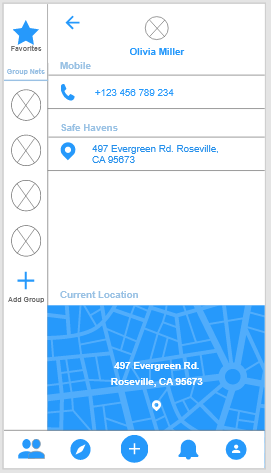 Favorites
Group Nets
Add Group
Olivia Miller
Mobile
+123 456 789 234
Safe Havens
497 Evergreen Rd. Roseville,
CA 95673
Current Location
497 Evergreen Rd.
Roseville, CA 95673